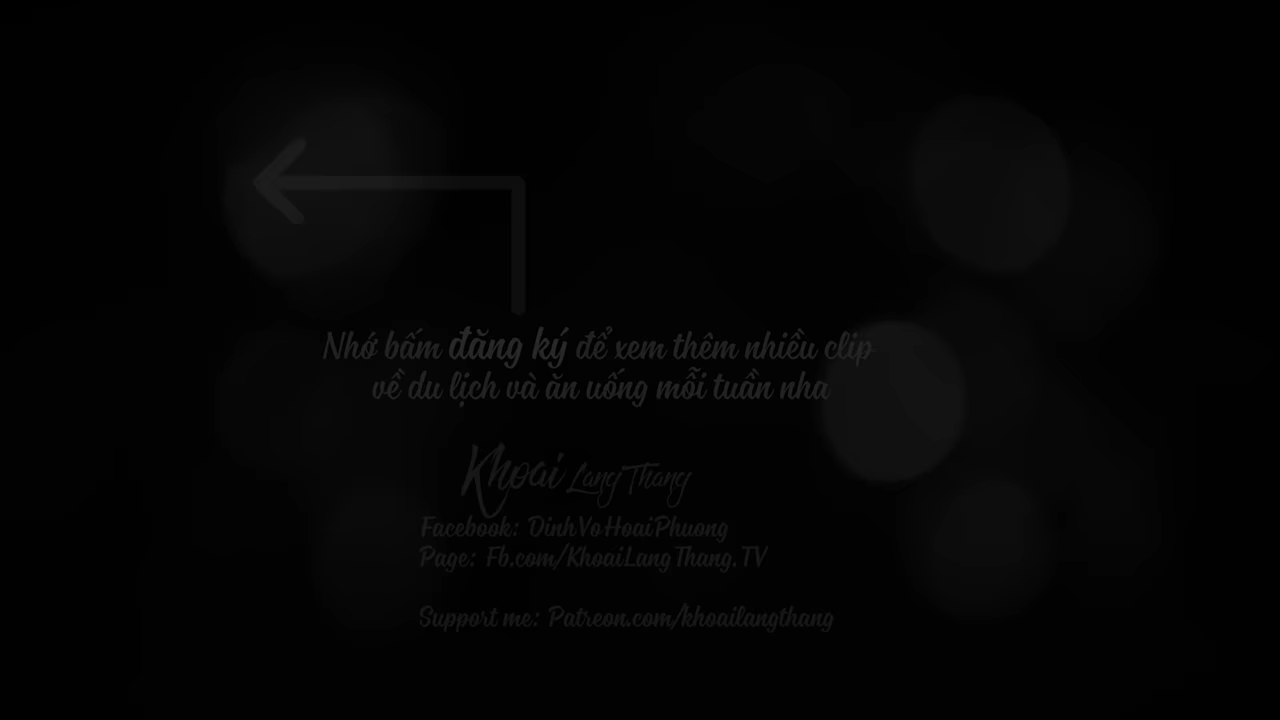 Nhớ bấm đăng ký để xem thêm nhiều clip
về du lịch và ăn uống mỗi tuần nha
Khoai Lang Thang
Facebook: DinhVoHoaiPhuong
Page: Fb.com/KhoaiLangThang.TV
Support me: Patreon.com/khoailangthang